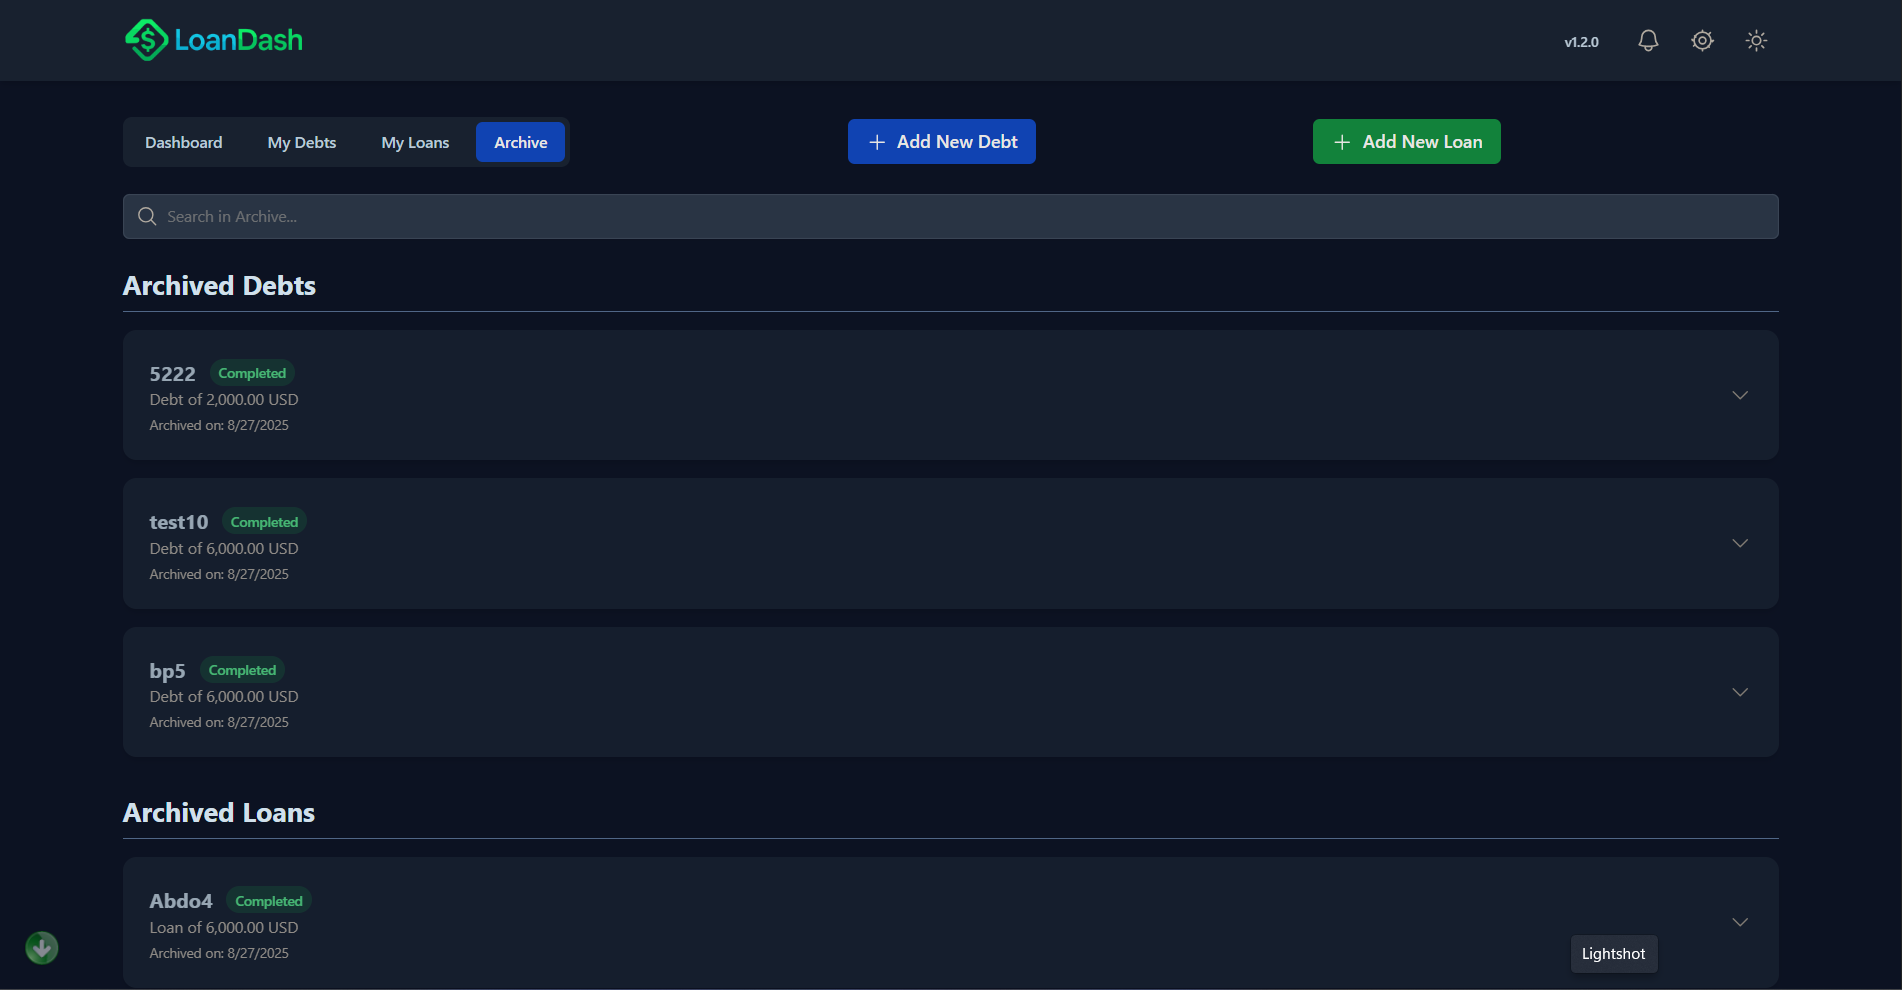 LoanDash
v1.2.0
Dashboard
My Debts
My Loans
Archive
Add New Debt
Add New Loan
Search in Archive...
Archived Debts
5222 Completed
Debt of 2,000.00 USD
Archived on: 8/27/2025
test10 Completed
Debt of 6,000.00 USD
Archived on: 8/27/2025
bp5 Completed
Debt of 6,000.00 USD
Archived on: 8/27/2025
Archived Loans
Abdo4 Completed
Loan of 6,000.00 USD
Archived on: 8/27/2025
Lightshot